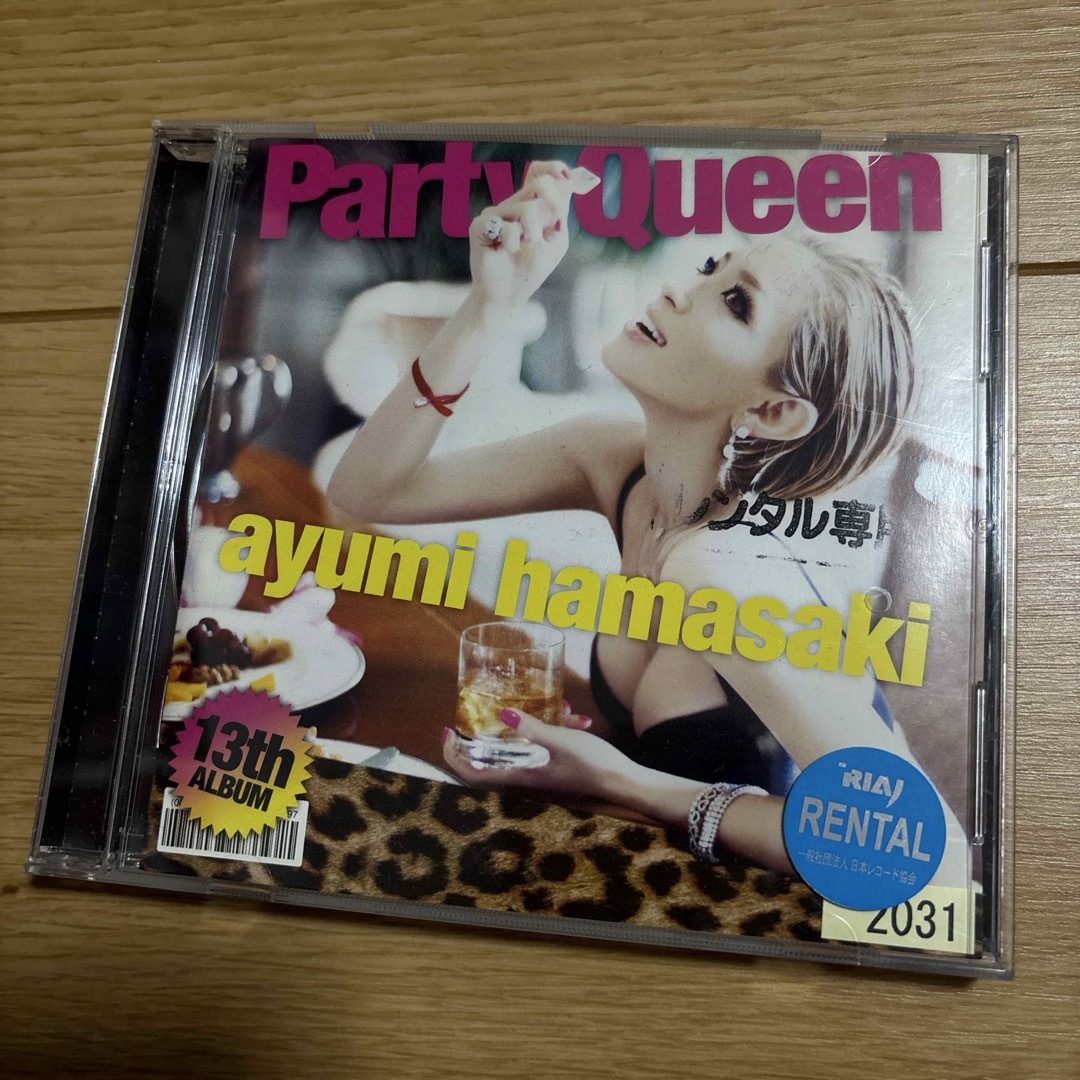 Party Queen
ンタル専
ayumi hamasaki
13th
ALBUM
97
RIAJ
RENTAL
一般社団法人 日本レコード協会
2031